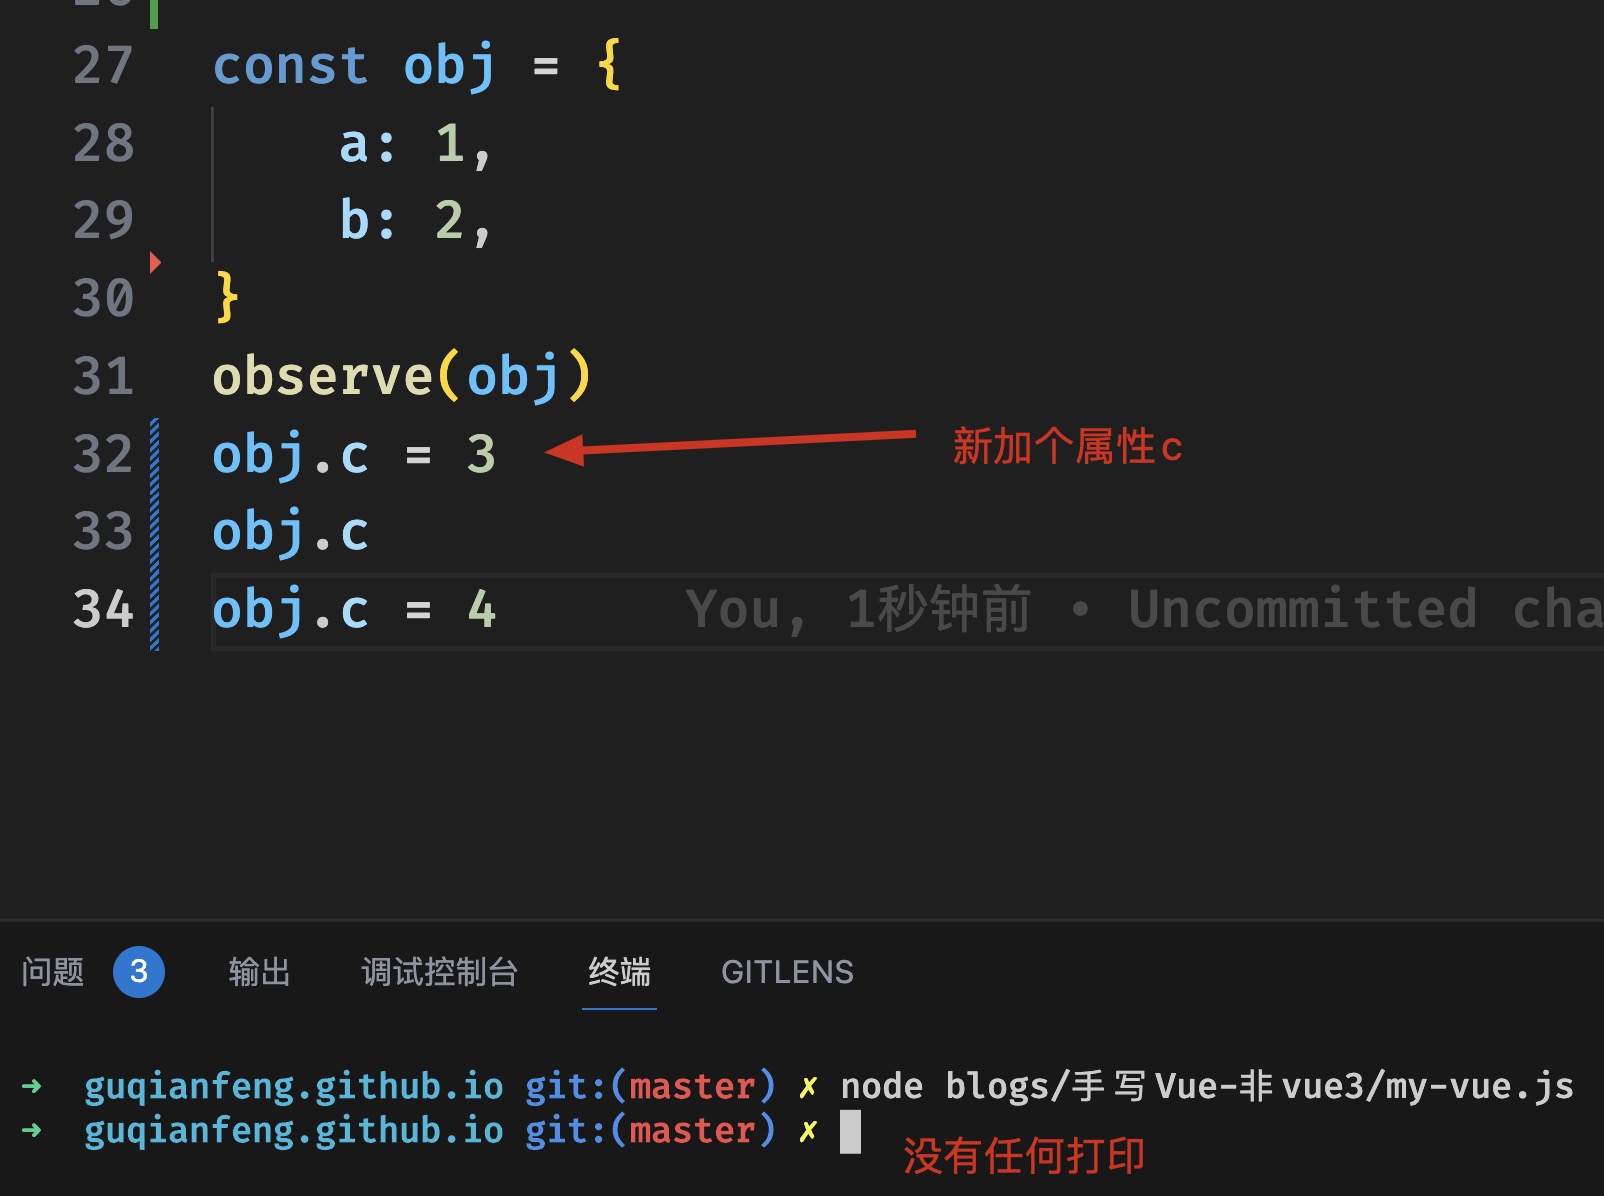 27 const obj = {
28 a: 1,
29 b: 2,
30 }
31 observe(obj)
32 obj.c = 3 新加个属性c
33 obj.c
34 obj.c = 4 You, 1秒钟前 • Uncommitted cha
问题 3 输出 调试控制台 终端 GITLENS
➜ guqianfeng.github.io git:(master) ✗ node blogs/手写Vue-非vue3/my-vue.js
➜ guqianfeng.github.io git:(master) ✗
没有任何打印